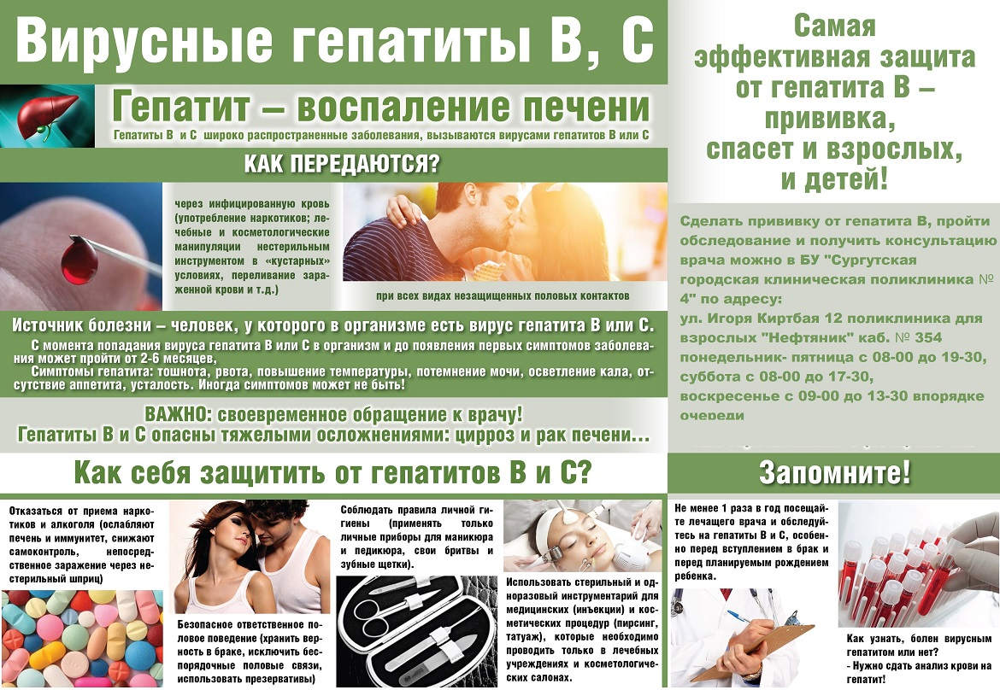 Вирусные гепатиты В, С
Гепатит – воспаление печени
Гепатиты В и С широко распространенные заболевания, вызываются вирусами гепатитов В или С
КАК ПЕРЕДАЮТСЯ?
через инфицированную кровь
(употребление наркотиков; ле-
чебные и косметологические
манипуляции нестерильным
инструментом в «кустарных»
условиях, переливание зара-
женной крови и т.д.)
при всех видах незащищенных половых контактов
Источник болезни – человек, у которого в организме есть вирус гепатита В или С.
С момента попадания вируса гепатита В или С в организм и до появления первых симптомов заболева-
ния может пройти от 2-6 месяцев,
Симптомы гепатита: тошнота, рвота, повышение температуры, потемнение мочи, осветление кала, от-
сутствие аппетита, усталость. Иногда симптомов может не быть!
ВАЖНО: своевременное обращение к врачу!
Гепатиты В и С опасны тяжелыми осложнениями: цирроз и рак печени...
Самая
эффективная защита
от гепатита В –
прививка,
спасет и взрослых,
и детей!
Сделать прививку от гепатита В, пройти
обследование и получить консультацию
врача можно в БУ "Сургутская
городская клиническая поликлиника №
4" по адресу:
ул. Игоря Киртбая 12 поликлиника для
взрослых "Нефтяник" каб. № 354
понедельник- пятница с 08-00 до 19-30,
суббота с 08-00 до 17-30,
воскресенье с 09-00 до 13-30 впорядке
очереди
Как себя защитить от гепатитов В и С?
Отказаться от приема нарко-
тиков и алкоголя (ослабляют
печень и иммунитет, снижают
самоконтроль, непосред-
ственное заражение через не-
стерильный шприц)
Безопасное ответственное по-
ловое поведение (хранить вер-
ность в браке, исключить бес-
порядочные половые связи,
использовать презервативы)
Соблюдать правила личной ги-
гиены (применять только
личные приборы для маникюра
и педикюра, свои бритвы и
зубные щетки).
Использовать стерильный и од-
норазовый инструментарий для
медицинских (инъекции) и кос-
метических процедур (пирсинг,
татуаж), которые необходимо
проводить только в лечебных
учреждениях и косметологиче-
ских салонах.
Запомните!
Не менее 1 раза в год посещай-
те лечащего врача и обследуй-
тесь на гепатиты В и С, особен-
но перед вступлением в брак и
перед планируемым рождением
ребенка.
Как узнать, болен вирусным
гепатитом или нет?
- Нужно сдать анализ крови на
гепатит!